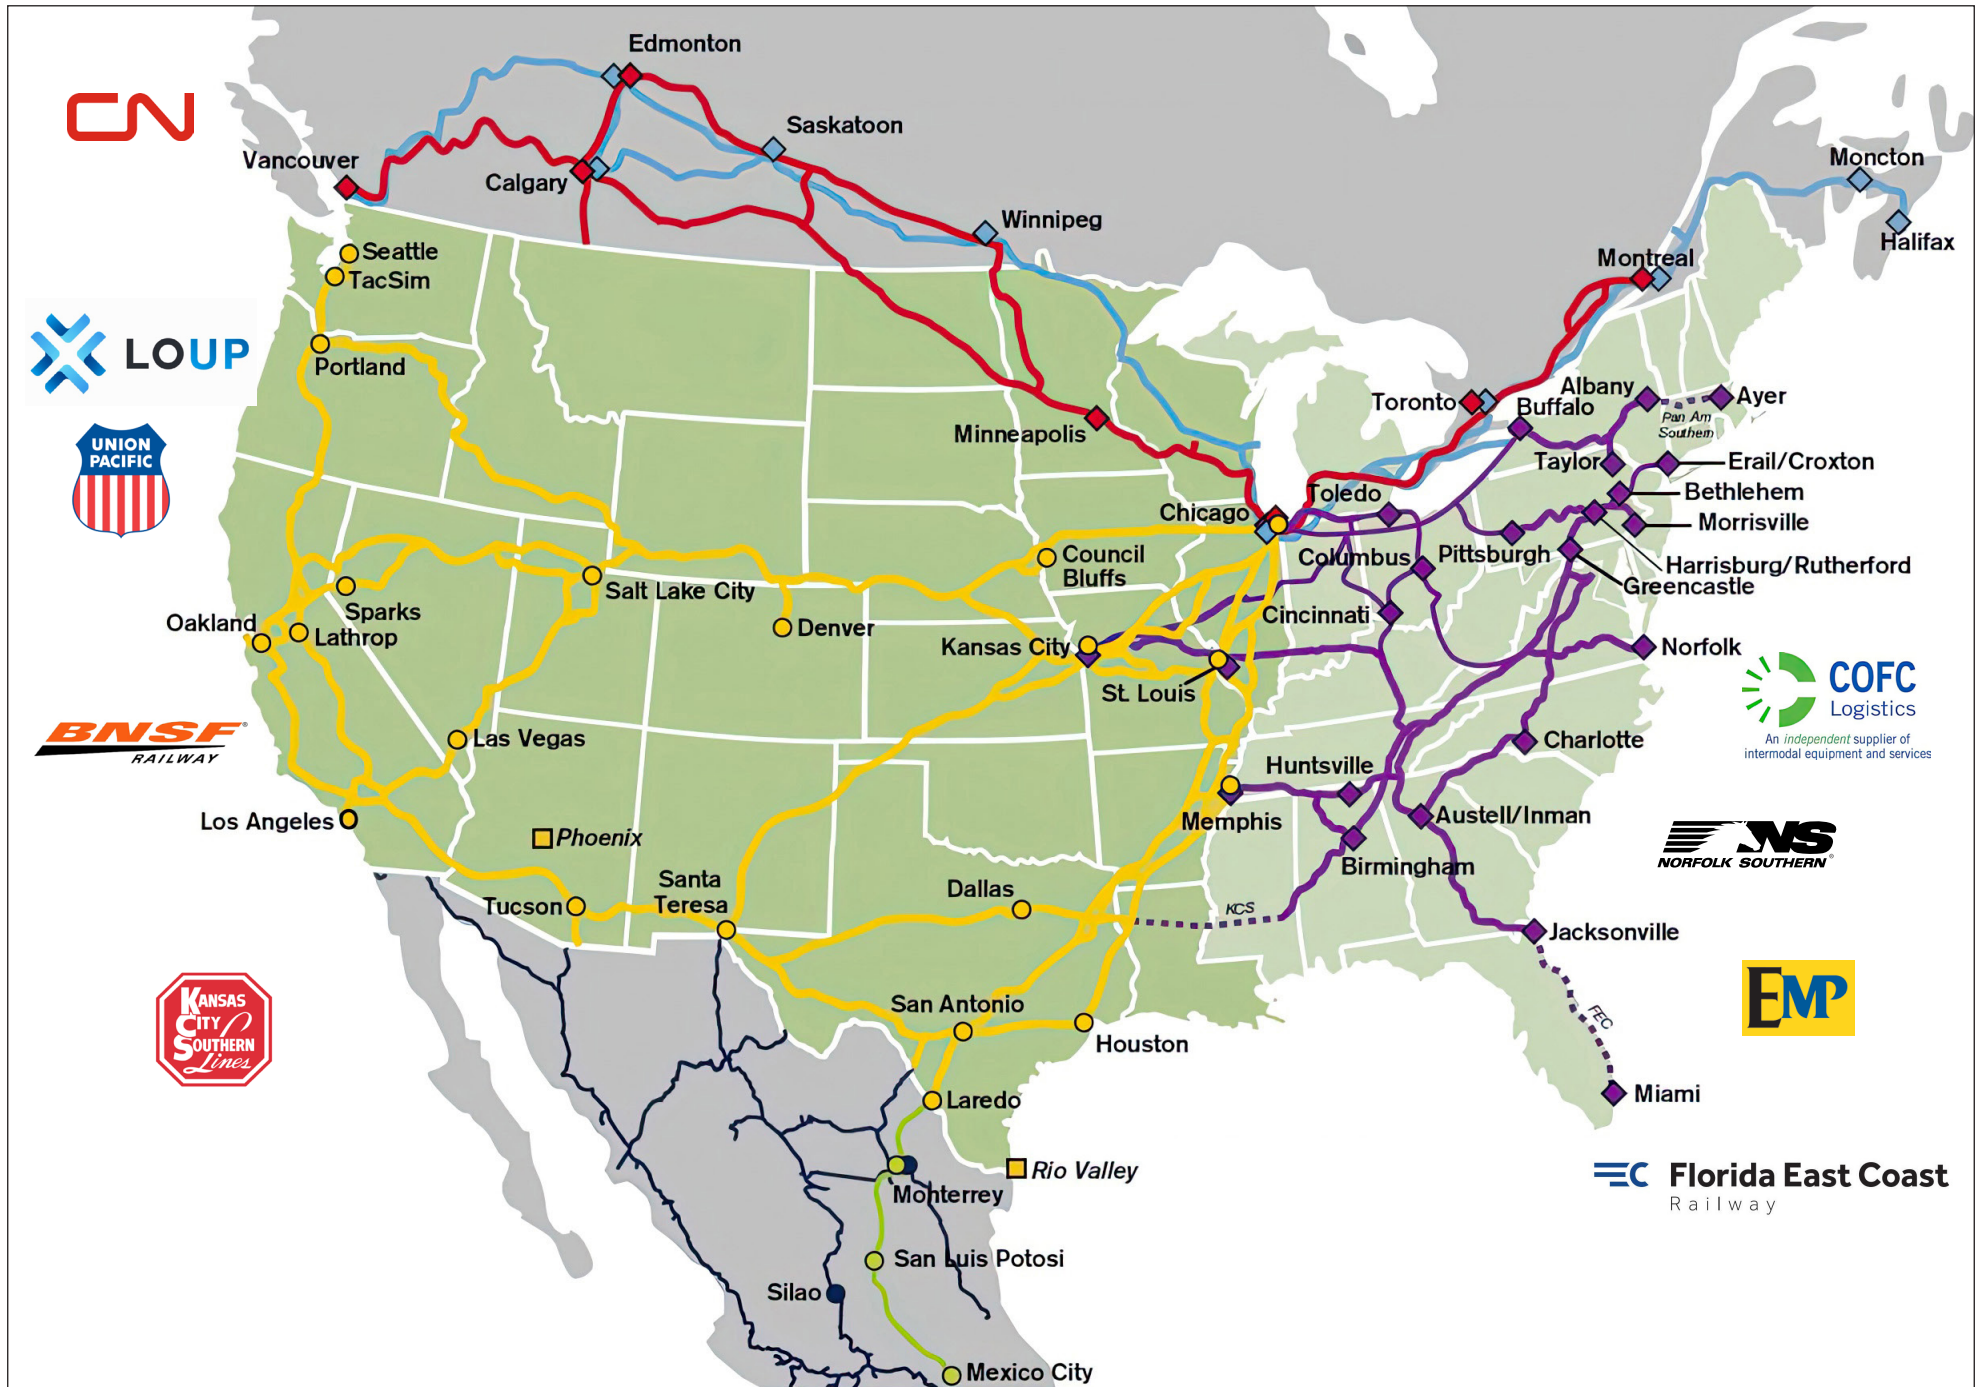 Edmonton
CN
Saskatoon
Vancouver
Calgary
Moncton
Winnipeg
Halifax
Seattle
Montreal
TacSim
LOUP
Portland
Albany
Ayer
Toronto
Buffalo
Pan Am
Southern
Minneapolis
UNION
PACIFIC
Taylor
Erail/Croxton
Toledo
Bethlehem
Chicago
Morrisville
Council
Bluffs
Columbus
Pittsburgh
Harrisburg/Rutherford
Greencastle
Salt Lake City
Sparks
Cincinnati
Oakland
Lathrop
Denver
Kansas City
Norfolk
St. Louis
COFC
Logistics
An independent supplier of
intermodal equipment and services
BNSF®
RAILWAY
Las Vegas
Charlotte
Huntsville
Los Angeles
Phoenix
Memphis
Austell/Inman
Birmingham
NS
NORFOLK SOUTHERN®
Santa
Teresa
Dallas
Tucson
KCS
Jacksonville
KANSAS
CITY
SOUTHERN
Lines
San Antonio
EMP
FEC
Houston
Laredo
Miami
Monterrey
Rio Valley
FEC Florida East Coast
Railway
San Luis Potosi
Silao
Mexico City